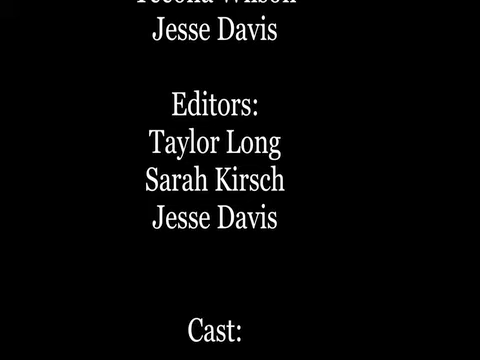 Jesse Davis
Editors:
Taylor Long
Sarah Kirsch
Jesse Davis
Cast: